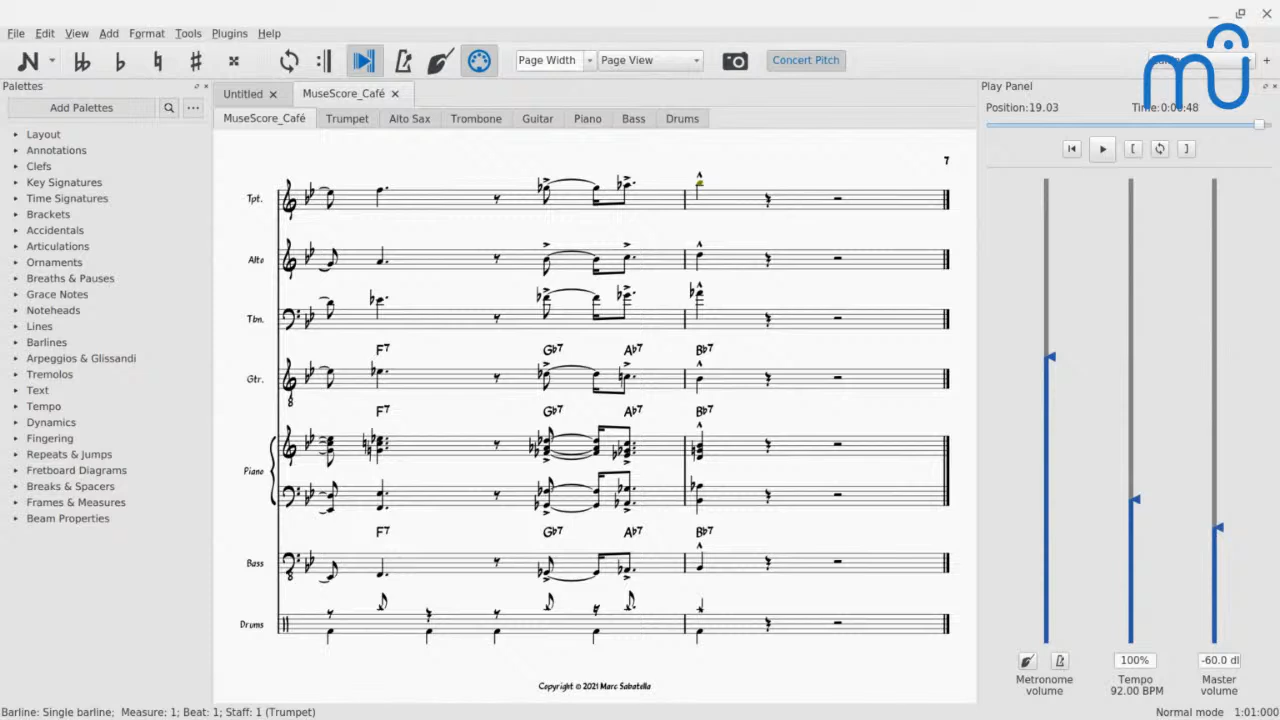 File Edit View Add Format Tools Plugins Help
Page Width Page View Concert Pitch
Palettes
Add Palettes
Layout
Annotations
Clefs
Key Signatures
Time Signatures
Brackets
Accidentals
Articulations
Ornaments
Breaths & Pauses
Grace Notes
Noteheads
Lines
Barlines
Arpeggios & Glissandi
Tremolos
Text
Tempo
Dynamics
Fingering
Repeats & Jumps
Fretboard Diagrams
Breaks & Spacers
Frames & Measures
Beam Properties
Untitled MuseScore_Café
MuseScore_Café Trumpet Alto Sax Trombone Guitar Piano Bass Drums
7
Tpt.
Alto
Tbn.
F7 G♭7 A♭7 B♭7
Gtr.
8
F7 G♭7 A♭7 B♭7
Piano
F7 G♭7 A♭7 B♭7
Bass
8
Drums
Copyright © 2021 Marc Sabatella
Play Panel
Position:19.03
100% -60.0 dI
Metronome volume
Tempo 92.00 BPM
Master volume
Barline: Single barline; Measure: 1; Beat: 1; Staff: 1 (Trumpet)
Normal mode 1:01:000